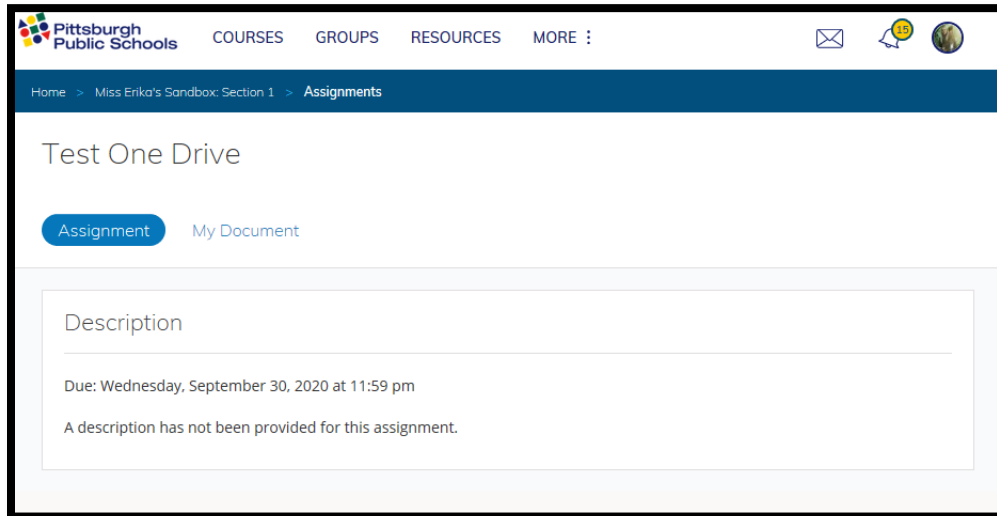 Pittsburgh
Public Schools
COURSES GROUPS RESOURCES MORE
15
Home > Miss Erika's Sandbox: Section 1 > Assignments
Test One Drive
Assignment My Document
Description
Due: Wednesday, September 30, 2020 at 11:59 pm
A description has not been provided for this assignment.